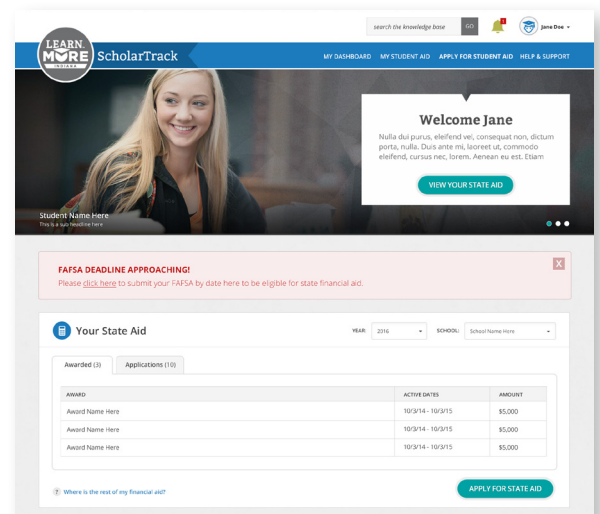 search the knowledge base
GO
Jane Doe
LEARN.
MORE
INDIANA
ScholarTrack
MY DASHBOARD MY STUDENT AID APPLY FOR STUDENT AID HELP & SUPPORT
Welcome Jane
Nulla dui purus, eleifend vel, consequat non, dictum
porta, nulla. Duis ante mi, laoreet ut, commodo
eleifend, cursus nec, lorem. Aenean eu est. Etiam
VIEW YOUR STATE AID
Student Name Here
This is a sub headline here
FAFSA DEADLINE APPROACHING!
X
Please click here to submit your FAFSA by date here to be eligible for state financial aid.
Your State Aid
YEAR: 2016 SCHOOL: School Name Here
Awarded (3) Applications (10)
AWARD ACTIVE DATES AMOUNT
Award Name Here 10/3/14 - 10/3/15 $5,000
Award Name Here 10/3/14 - 10/3/15 $5,000
Award Name Here 10/3/14 - 10/3/15 $5,000
? Where is the rest of my financial aid?
APPLY FOR STATE AID